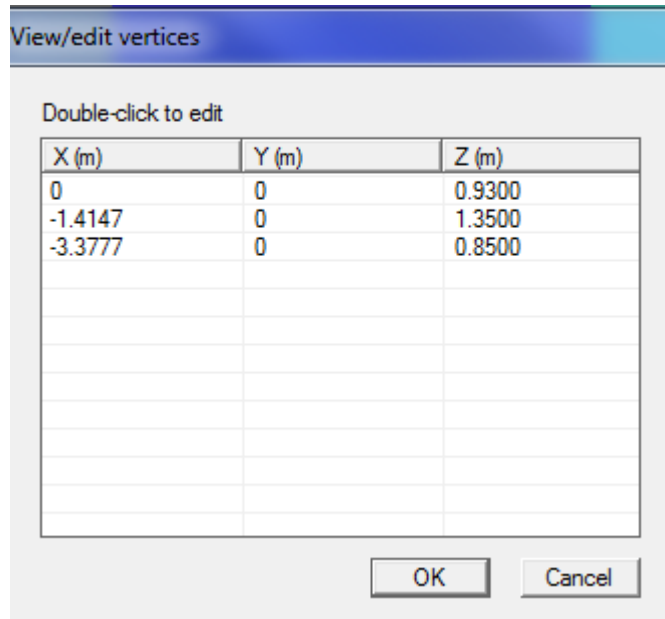 View/edit vertices
Double-click to edit
X (m) Y (m) Z (m)
0 0 0.9300
-1.4147 0 1.3500
-3.3777 0 0.8500
OK Cancel